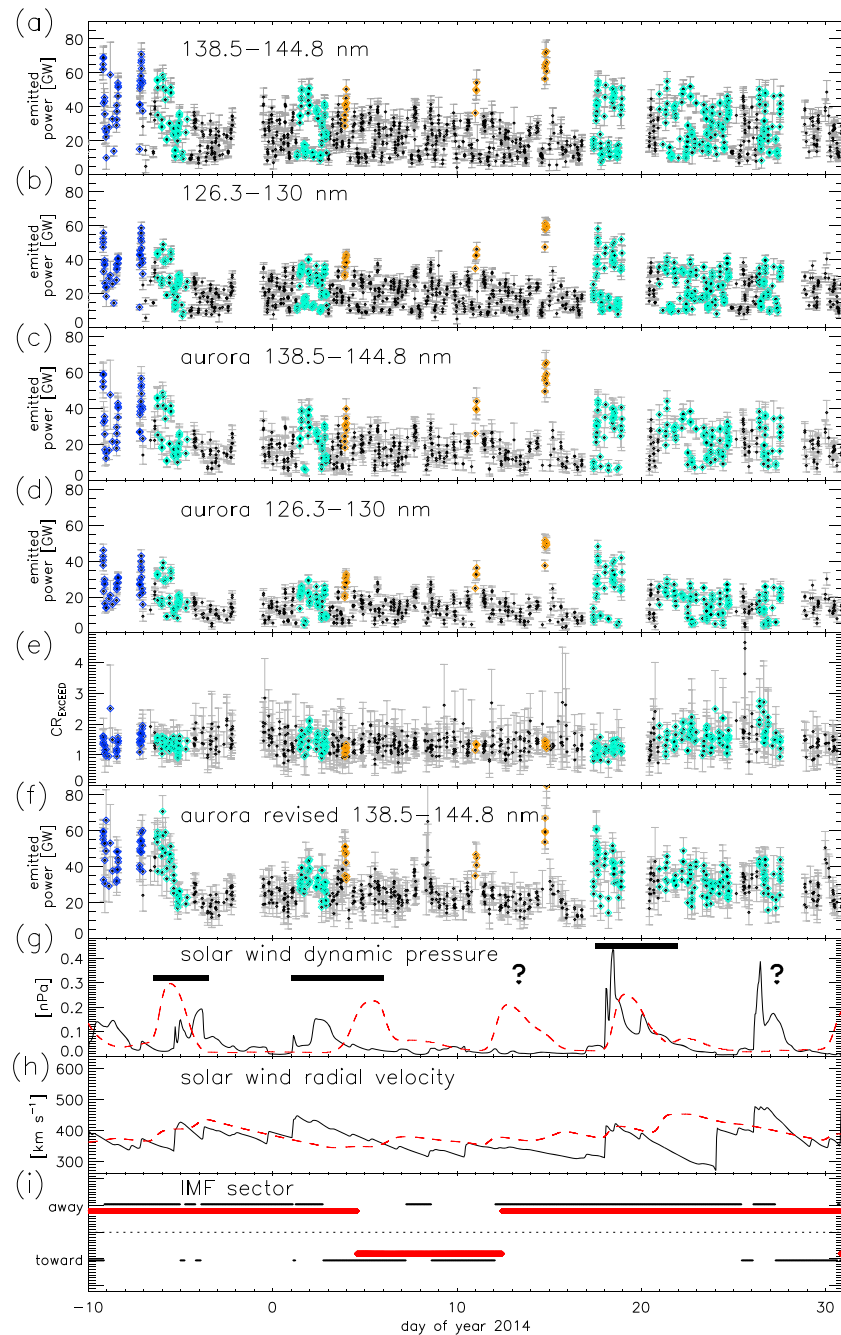 (a)
138.5−144.8 nm
emitted power [GW]
80
60
40
20
0
(b)
126.3−130 nm
emitted power [GW]
80
60
40
20
0
(c)
aurora 138.5−144.8 nm
emitted power [GW]
80
60
40
20
0
(d)
aurora 126.3−130 nm
emitted power [GW]
80
60
40
20
0
(e)
CR_EXCEED
4
3
2
1
0
(f)
aurora revised 138.5−144.8 nm
emitted power [GW]
80
60
40
20
0
(g)
solar wind dynamic pressure
? ?
[nPa]
0.4
0.3
0.2
0.1
0.0
(h)
solar wind radial velocity
[km s⁻¹]
600
500
400
300
(i)
IMF sector
away
toward
−10 0 10 20 30
day of year 2014